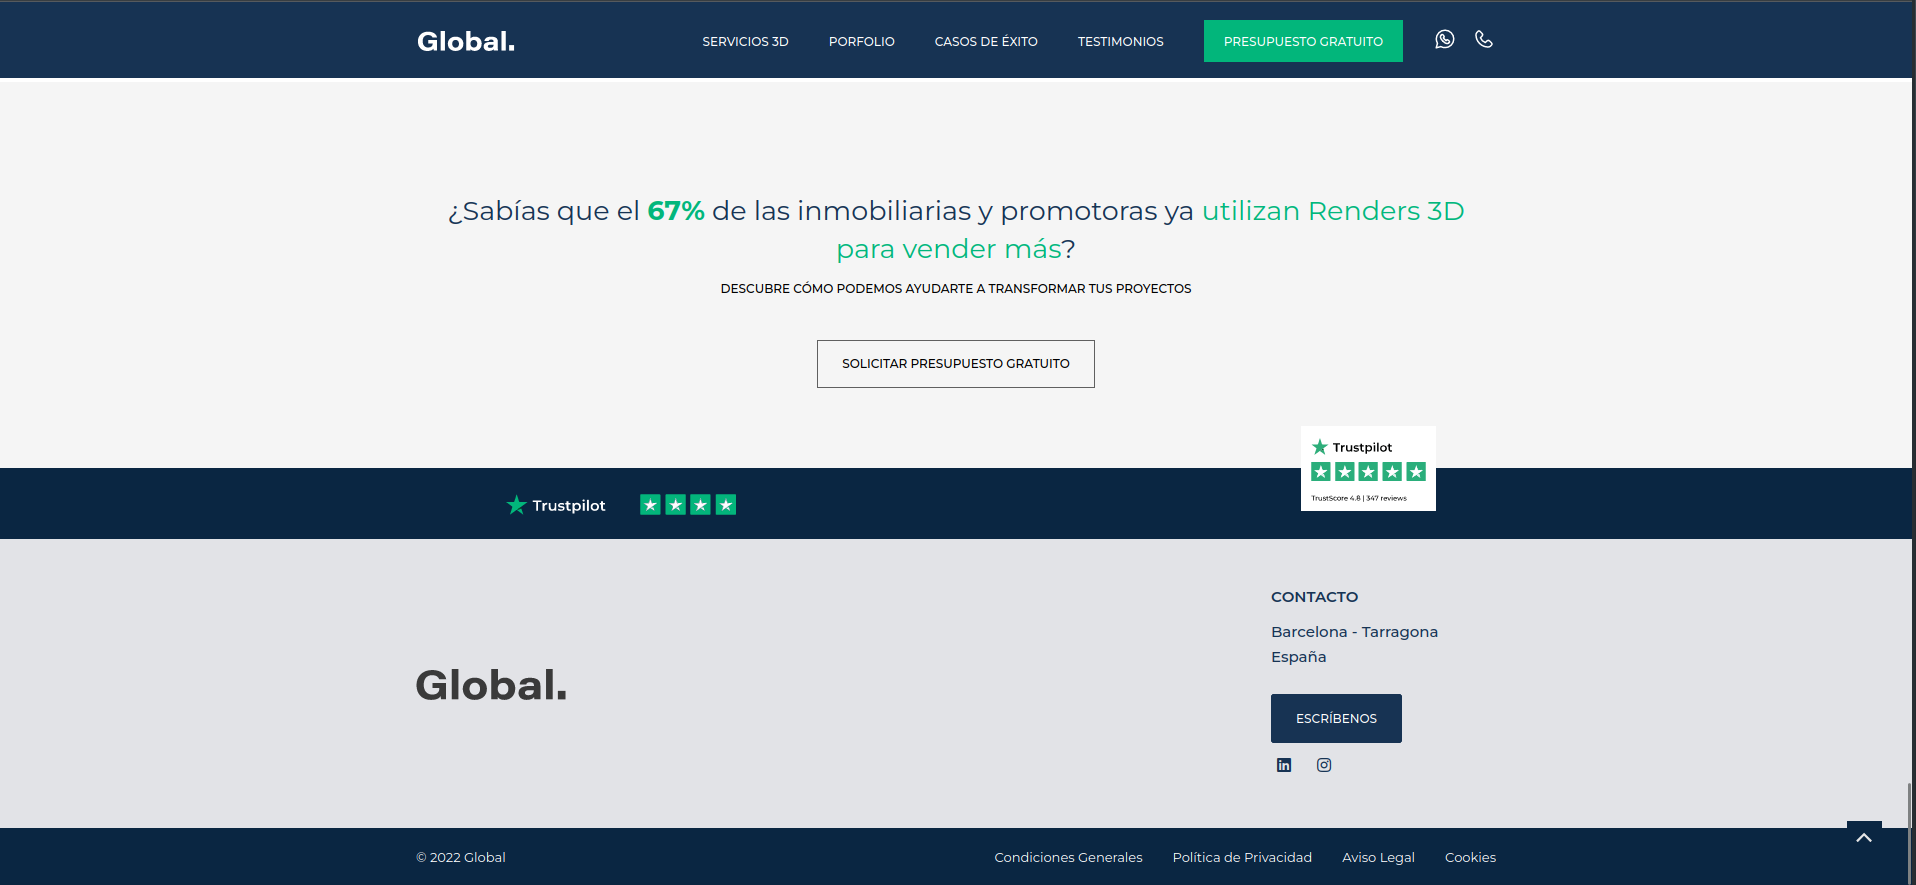 Global.
SERVICIOS 3D
PORFOLIO
CASOS DE ÉXITO
TESTIMONIOS
PRESUPUESTO GRATUITO
¿Sabías que el 67% de las inmobiliarias y promotoras ya utilizan Renders 3D
para vender más?
DESCUBRE CÓMO PODEMOS AYUDARTE A TRANSFORMAR TUS PROYECTOS
SOLICITAR PRESUPUESTO GRATUITO
Trustpilot
TrustScore 4.8 | 347 reviews
Trustpilot
CONTACTO
Barcelona - Tarragona
España
Global.
ESCRÍBENOS
© 2022 Global
Condiciones Generales
Política de Privacidad
Aviso Legal
Cookies